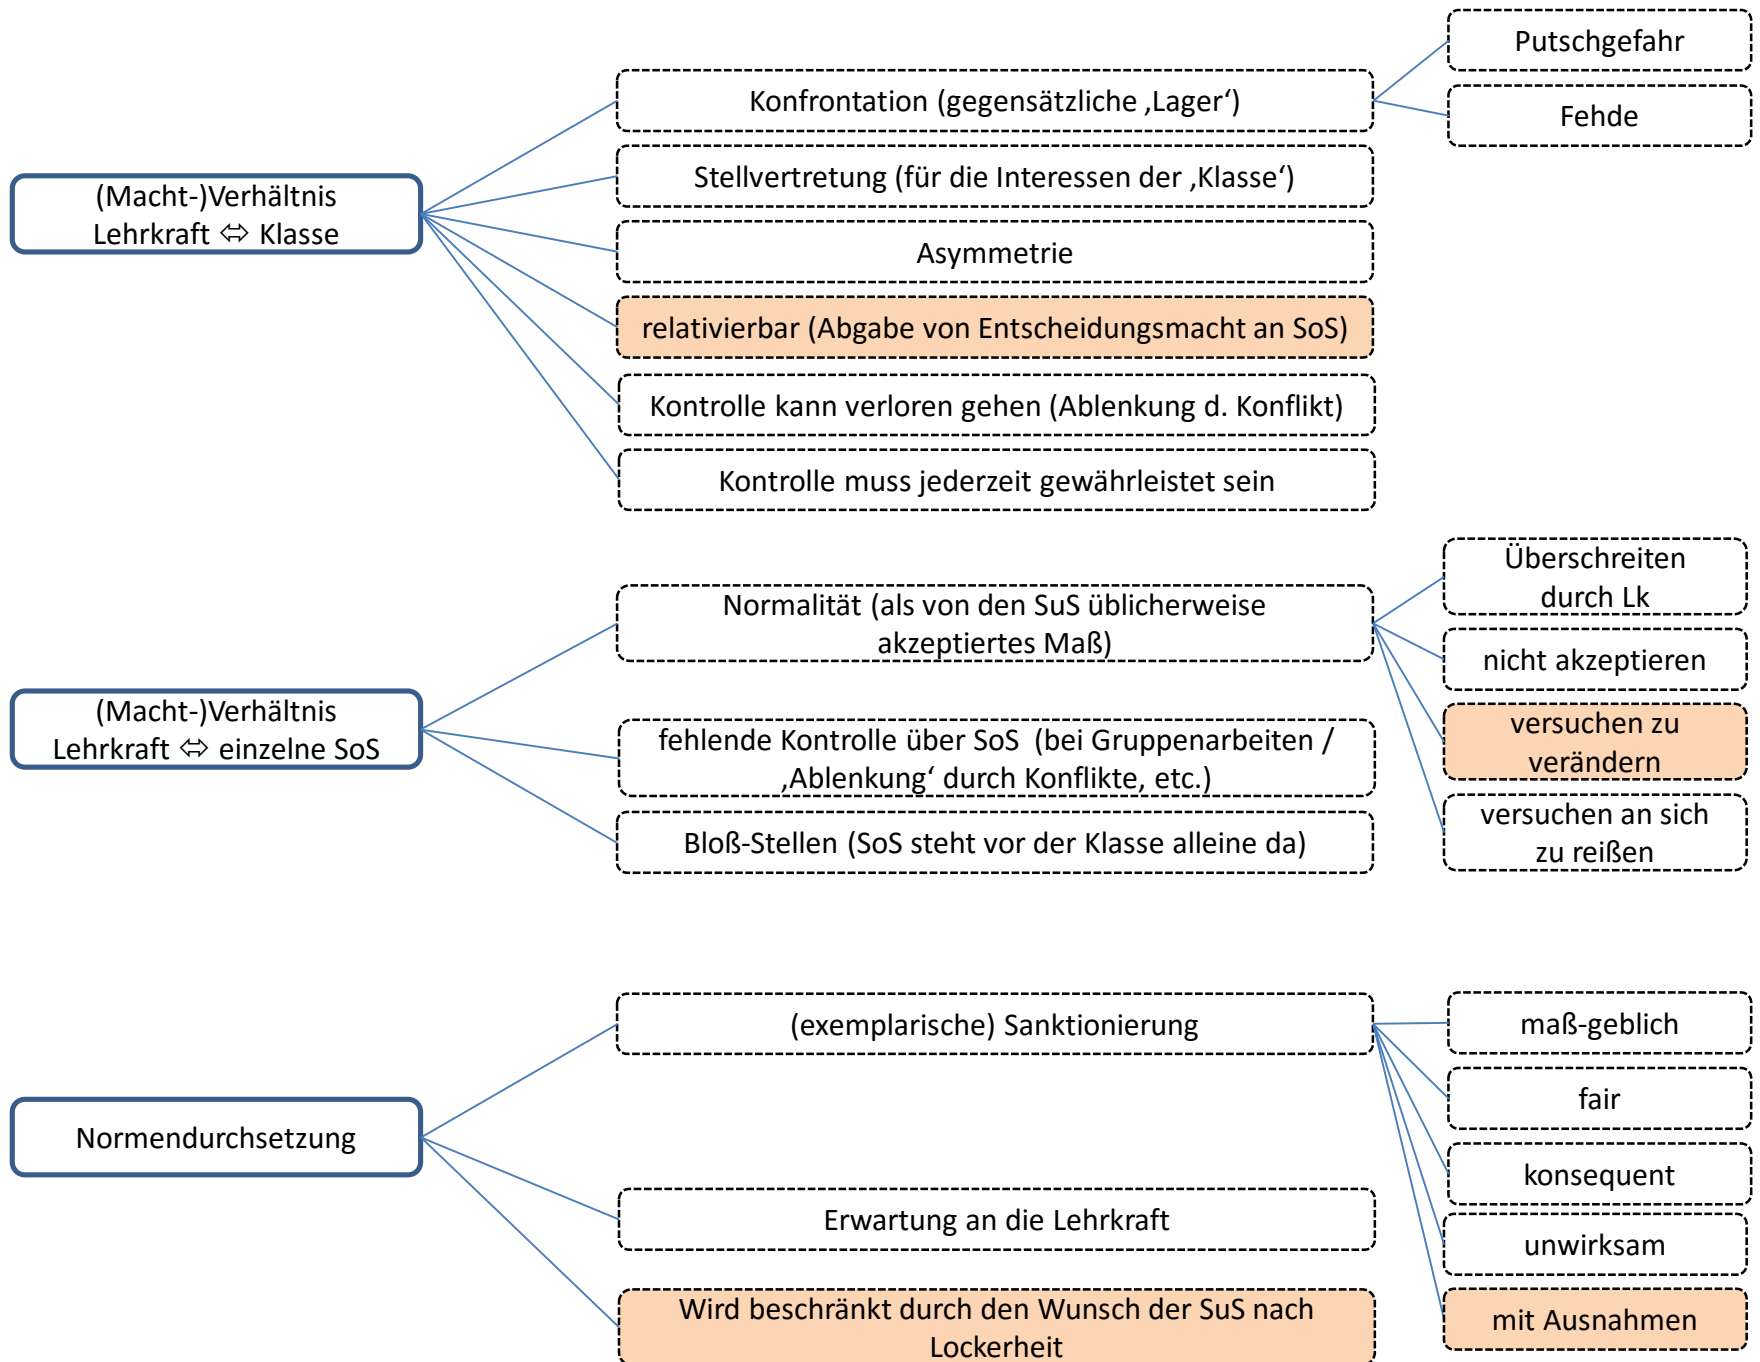 Putschgefahr
Konfrontation (gegensätzliche ‚Lager‘)
Fehde
(Macht-)Verhältnis
Lehrkraft ⇔ Klasse
Stellvertretung (für die Interessen der ‚Klasse‘)
Asymmetrie
relativierbar (Abgabe von Entscheidungsmacht an SoS)
Kontrolle kann verloren gehen (Ablenkung d. Konflikt)
Kontrolle muss jederzeit gewährleistet sein
(Macht-)Verhältnis
Lehrkraft ⇔ einzelne SoS
Normalität (als von den SuS üblicherweise
akzeptiertes Maß)
Überschreiten
durch Lk
nicht akzeptieren
versuchen zu
verändern
versuchen an sich
zu reißen
fehlende Kontrolle über SoS (bei Gruppenarbeiten /
‚Ablenkung‘ durch Konflikte, etc.)
Bloß-Stellen (SoS steht vor der Klasse alleine da)
Normendurchsetzung
(exemplarische) Sanktionierung
maß-geblich
fair
konsequent
unwirksam
mit Ausnahmen
Erwartung an die Lehrkraft
Wird beschränkt durch den Wunsch der SuS nach
Lockerheit